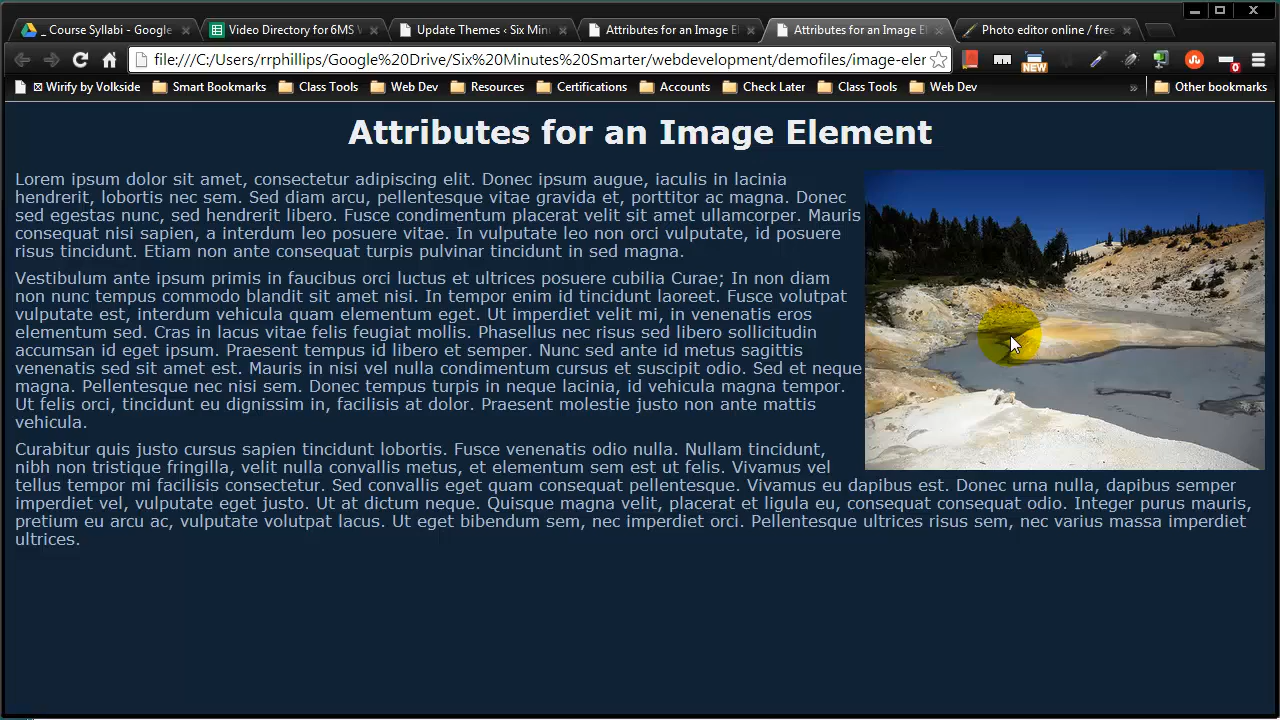 _ Course Syllabi - Google
Video Directory for 6MS W
Update Themes ‹ Six Min
Attributes for an Image E
Attributes for an Image El
Photo editor online / free
file:///C:/Users/rrphillips/Google%20Drive/Six%20Minutes%20Smarter/webdevelopment/demofiles/image-eler
NEW
0
Wirify by Volkside
Smart Bookmarks
Class Tools
Web Dev
Resources
Certifications
Accounts
Check Later
Class Tools
Web Dev
»
Other bookmarks
Attributes for an Image Element
Lorem ipsum dolor sit amet, consectetur adipiscing elit. Donec ipsum augue, iaculis in lacinia
hendrerit, lobortis nec sem. Sed diam arcu, pellentesque vitae gravida et, porttitor ac magna. Donec
sed egestas nunc, sed hendrerit libero. Fusce condimentum placerat velit sit amet ullamcorper. Mauris
consequat nisi sapien, a interdum leo posuere vitae. In vulputate leo non orci vulputate, id posuere
risus tincidunt. Etiam non ante consequat turpis pulvinar tincidunt in sed magna.
Vestibulum ante ipsum primis in faucibus orci luctus et ultrices posuere cubilia Curae; In non diam
non nunc tempus commodo blandit sit amet nisi. In tempor enim id tincidunt laoreet. Fusce volutpat
vulputate est, interdum vehicula quam elementum eget. Ut imperdiet velit mi, in venenatis eros
elementum sed. Cras in lacus vitae felis feugiat mollis. Phasellus nec risus sed libero sollicitudin
accumsan id eget ipsum. Praesent tempus id libero et semper. Nunc sed ante id metus sagittis
venenatis sed sit amet est. Mauris in nisi vel nulla condimentum cursus et suscipit odio. Sed et neque
magna. Pellentesque nec nisi sem. Donec tempus turpis in neque lacinia, id vehicula magna tempor.
Ut felis orci, tincidunt eu dignissim in, facilisis at dolor. Praesent molestie justo non ante mattis
vehicula.
Curabitur quis justo cursus sapien tincidunt lobortis. Fusce venenatis odio nulla. Nullam tincidunt,
nibh non tristique fringilla, velit nulla convallis metus, et elementum sem est ut felis. Vivamus vel
tellus tempor mi facilisis consectetur. Sed convallis eget quam consequat pellentesque. Vivamus eu dapibus est. Donec urna nulla, dapibus semper
imperdiet vel, vulputate eget justo. Ut at dictum neque. Quisque magna velit, placerat et ligula eu, consequat consequat odio. Integer purus mauris,
pretium eu arcu ac, vulputate volutpat lacus. Ut eget bibendum sem, nec imperdiet orci. Pellentesque ultrices risus sem, nec varius massa imperdiet
ultrices.